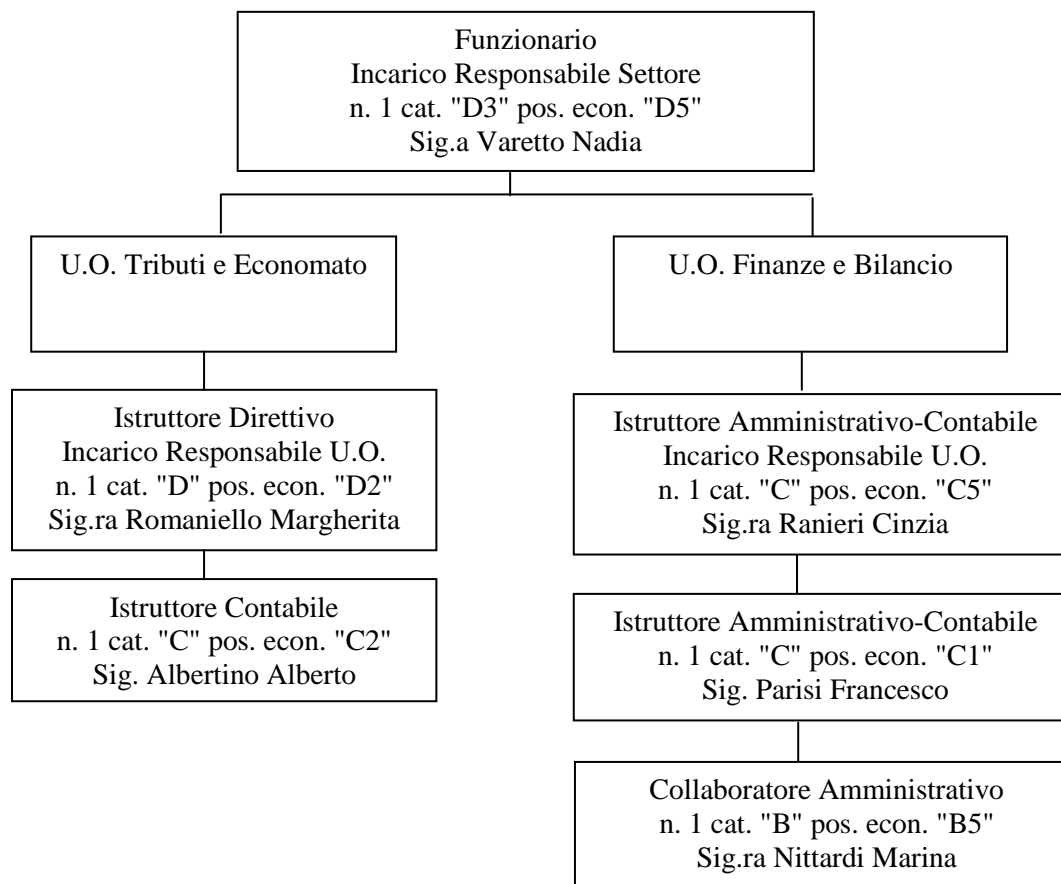 Funzionario
Incarico Responsabile Settore
n. 1 cat. "D3" pos. econ. "D5"
Sig.a Varetto Nadia
U.O. Tributi e Economato
U.O. Finanze e Bilancio
Istruttore Direttivo
Incarico Responsabile U.O.
n. 1 cat. "D" pos. econ. "D2"
Sig.ra Romaniello Margherita
Istruttore Contabile
n. 1 cat. "C" pos. econ. "C2"
Sig. Albertino Alberto
Istruttore Amministrativo-Contabile
Incarico Responsabile U.O.
n. 1 cat. "C" pos. econ. "C5"
Sig.ra Ranieri Cinzia
Istruttore Amministrativo-Contabile
n. 1 cat. "C" pos. econ. "C1"
Sig. Parisi Francesco
Collaboratore Amministrativo
n. 1 cat. "B" pos. econ. "B5"
Sig.ra Nittardi Marina